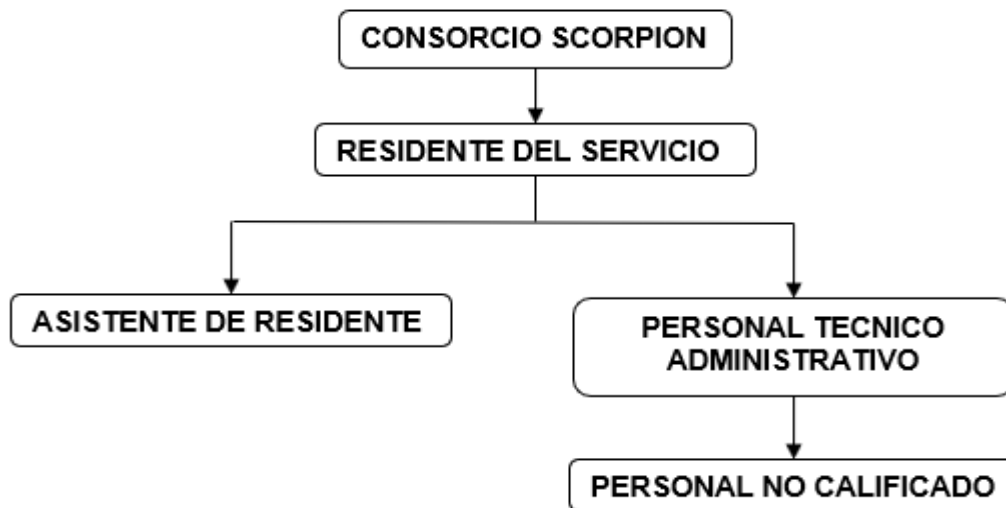 CONSORCIO SCORPION
RESIDENTE DEL SERVICIO
ASISTENTE DE RESIDENTE
PERSONAL TECNICO
ADMINISTRATIVO
PERSONAL NO CALIFICADO